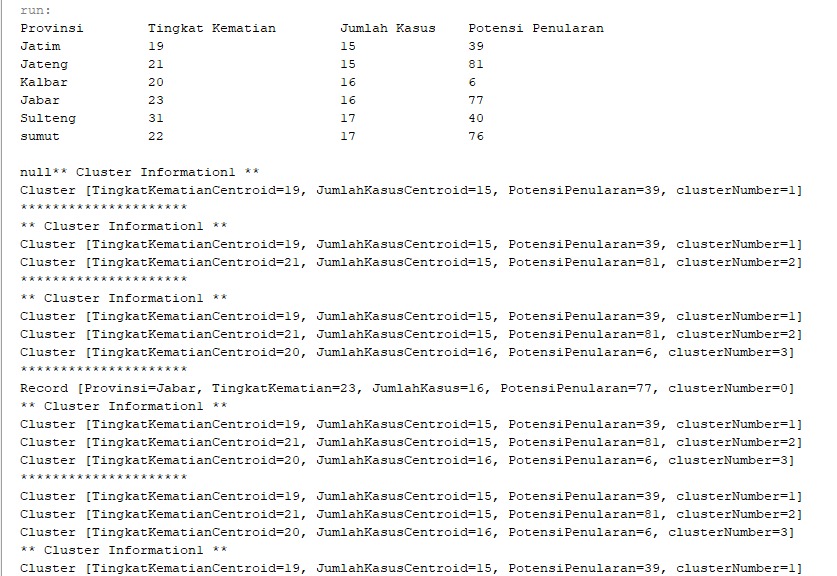 run:
Provinsi Tingkat Kematian Jumlah Kasus Potensi Penularan
Jatim 19 15 39
Jateng 21 15 81
Kalbar 20 16 6
Jabar 23 16 77
Sulteng 31 17 40
sumut 22 17 76
null** Cluster Information1 **
Cluster [TingkatKematianCentroid=19, JumlahKasusCentroid=15, PotensiPenularan=39, clusterNumber=1]
*********************
** Cluster Information1 **
Cluster [TingkatKematianCentroid=19, JumlahKasusCentroid=15, PotensiPenularan=39, clusterNumber=1]
Cluster [TingkatKematianCentroid=21, JumlahKasusCentroid=15, PotensiPenularan=81, clusterNumber=2]
*********************
** Cluster Information1 **
Cluster [TingkatKematianCentroid=19, JumlahKasusCentroid=15, PotensiPenularan=39, clusterNumber=1]
Cluster [TingkatKematianCentroid=21, JumlahKasusCentroid=15, PotensiPenularan=81, clusterNumber=2]
Cluster [TingkatKematianCentroid=20, JumlahKasusCentroid=16, PotensiPenularan=6, clusterNumber=3]
*********************
Record [Provinsi=Jabar, TingkatKematian=23, JumlahKasus=16, PotensiPenularan=77, clusterNumber=0]
** Cluster Information1 **
Cluster [TingkatKematianCentroid=19, JumlahKasusCentroid=15, PotensiPenularan=39, clusterNumber=1]
Cluster [TingkatKematianCentroid=21, JumlahKasusCentroid=15, PotensiPenularan=81, clusterNumber=2]
Cluster [TingkatKematianCentroid=20, JumlahKasusCentroid=16, PotensiPenularan=6, clusterNumber=3]
*********************
Cluster [TingkatKematianCentroid=19, JumlahKasusCentroid=15, PotensiPenularan=39, clusterNumber=1]
Cluster [TingkatKematianCentroid=21, JumlahKasusCentroid=15, PotensiPenularan=81, clusterNumber=2]
Cluster [TingkatKematianCentroid=20, JumlahKasusCentroid=16, PotensiPenularan=6, clusterNumber=3]
** Cluster Information1 **
Cluster [TingkatKematianCentroid=19, JumlahKasusCentroid=15, PotensiPenularan=39, clusterNumber=1]